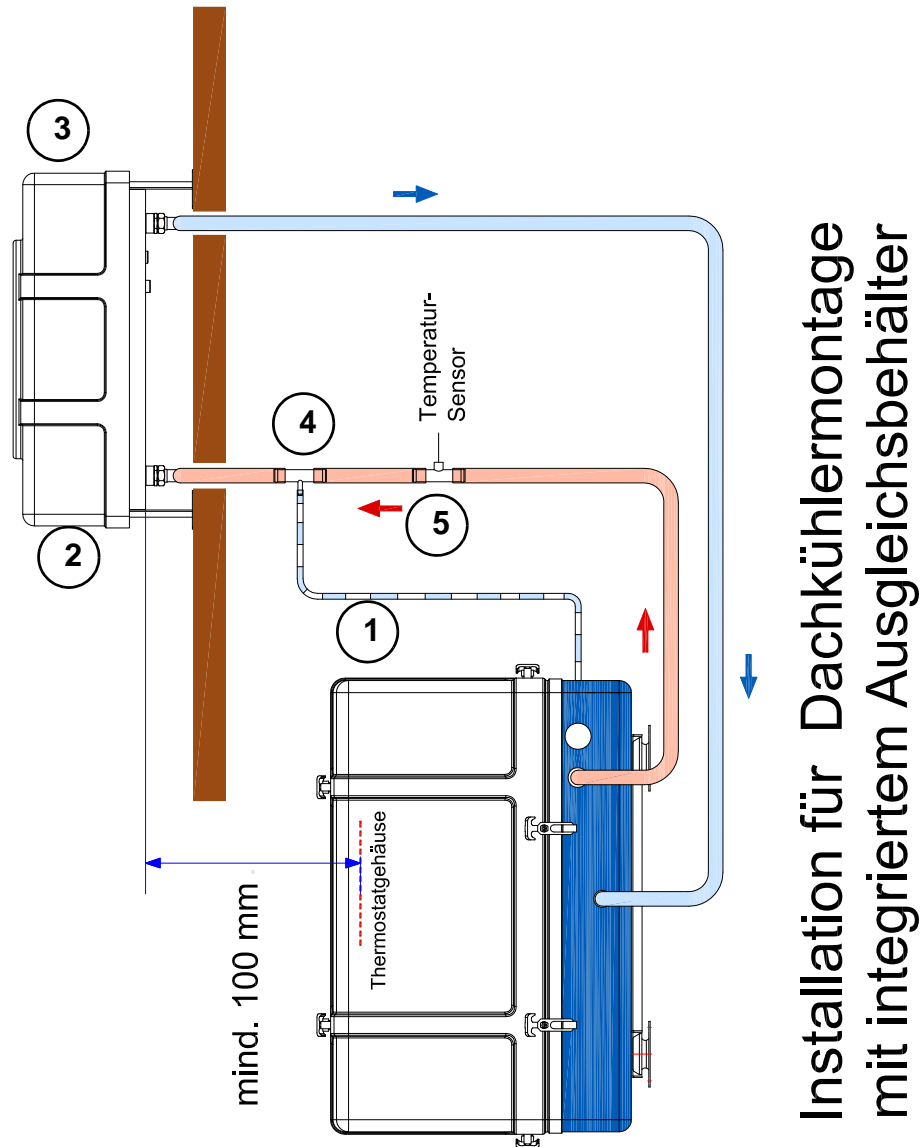 3
2
4
5
1
Temperatur-
Sensor
Thermostatgehäuse
mind. 100 mm
Installation für Dachkühlermontage
mit integriertem Ausgleichsbehälter